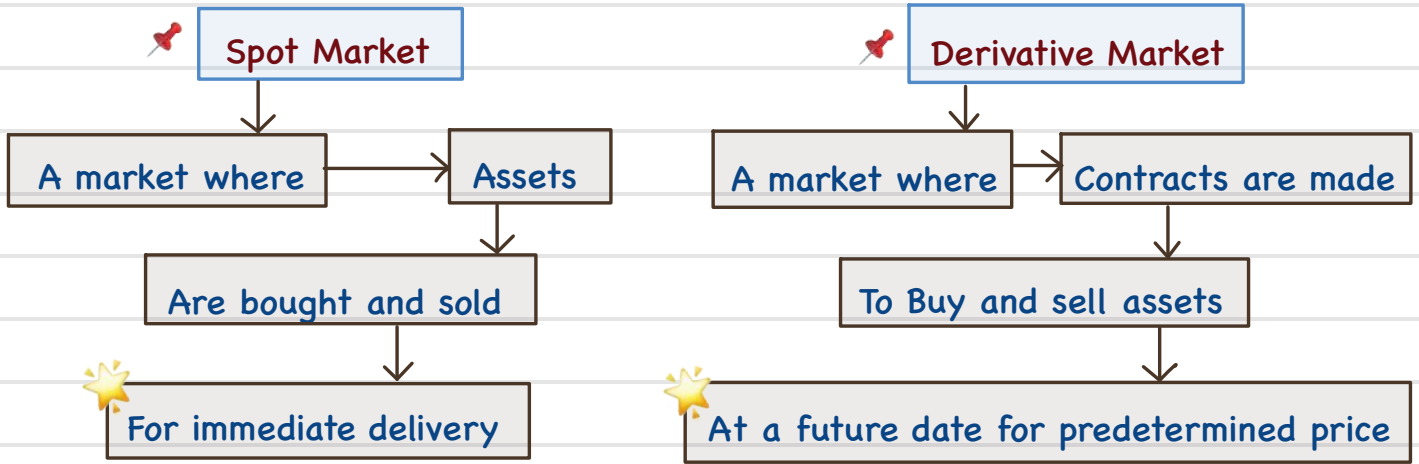 Spot Market
A market where
Assets
Are bought and sold
For immediate delivery
Derivative Market
A market where
Contracts are made
To Buy and sell assets
At a future date for predetermined price